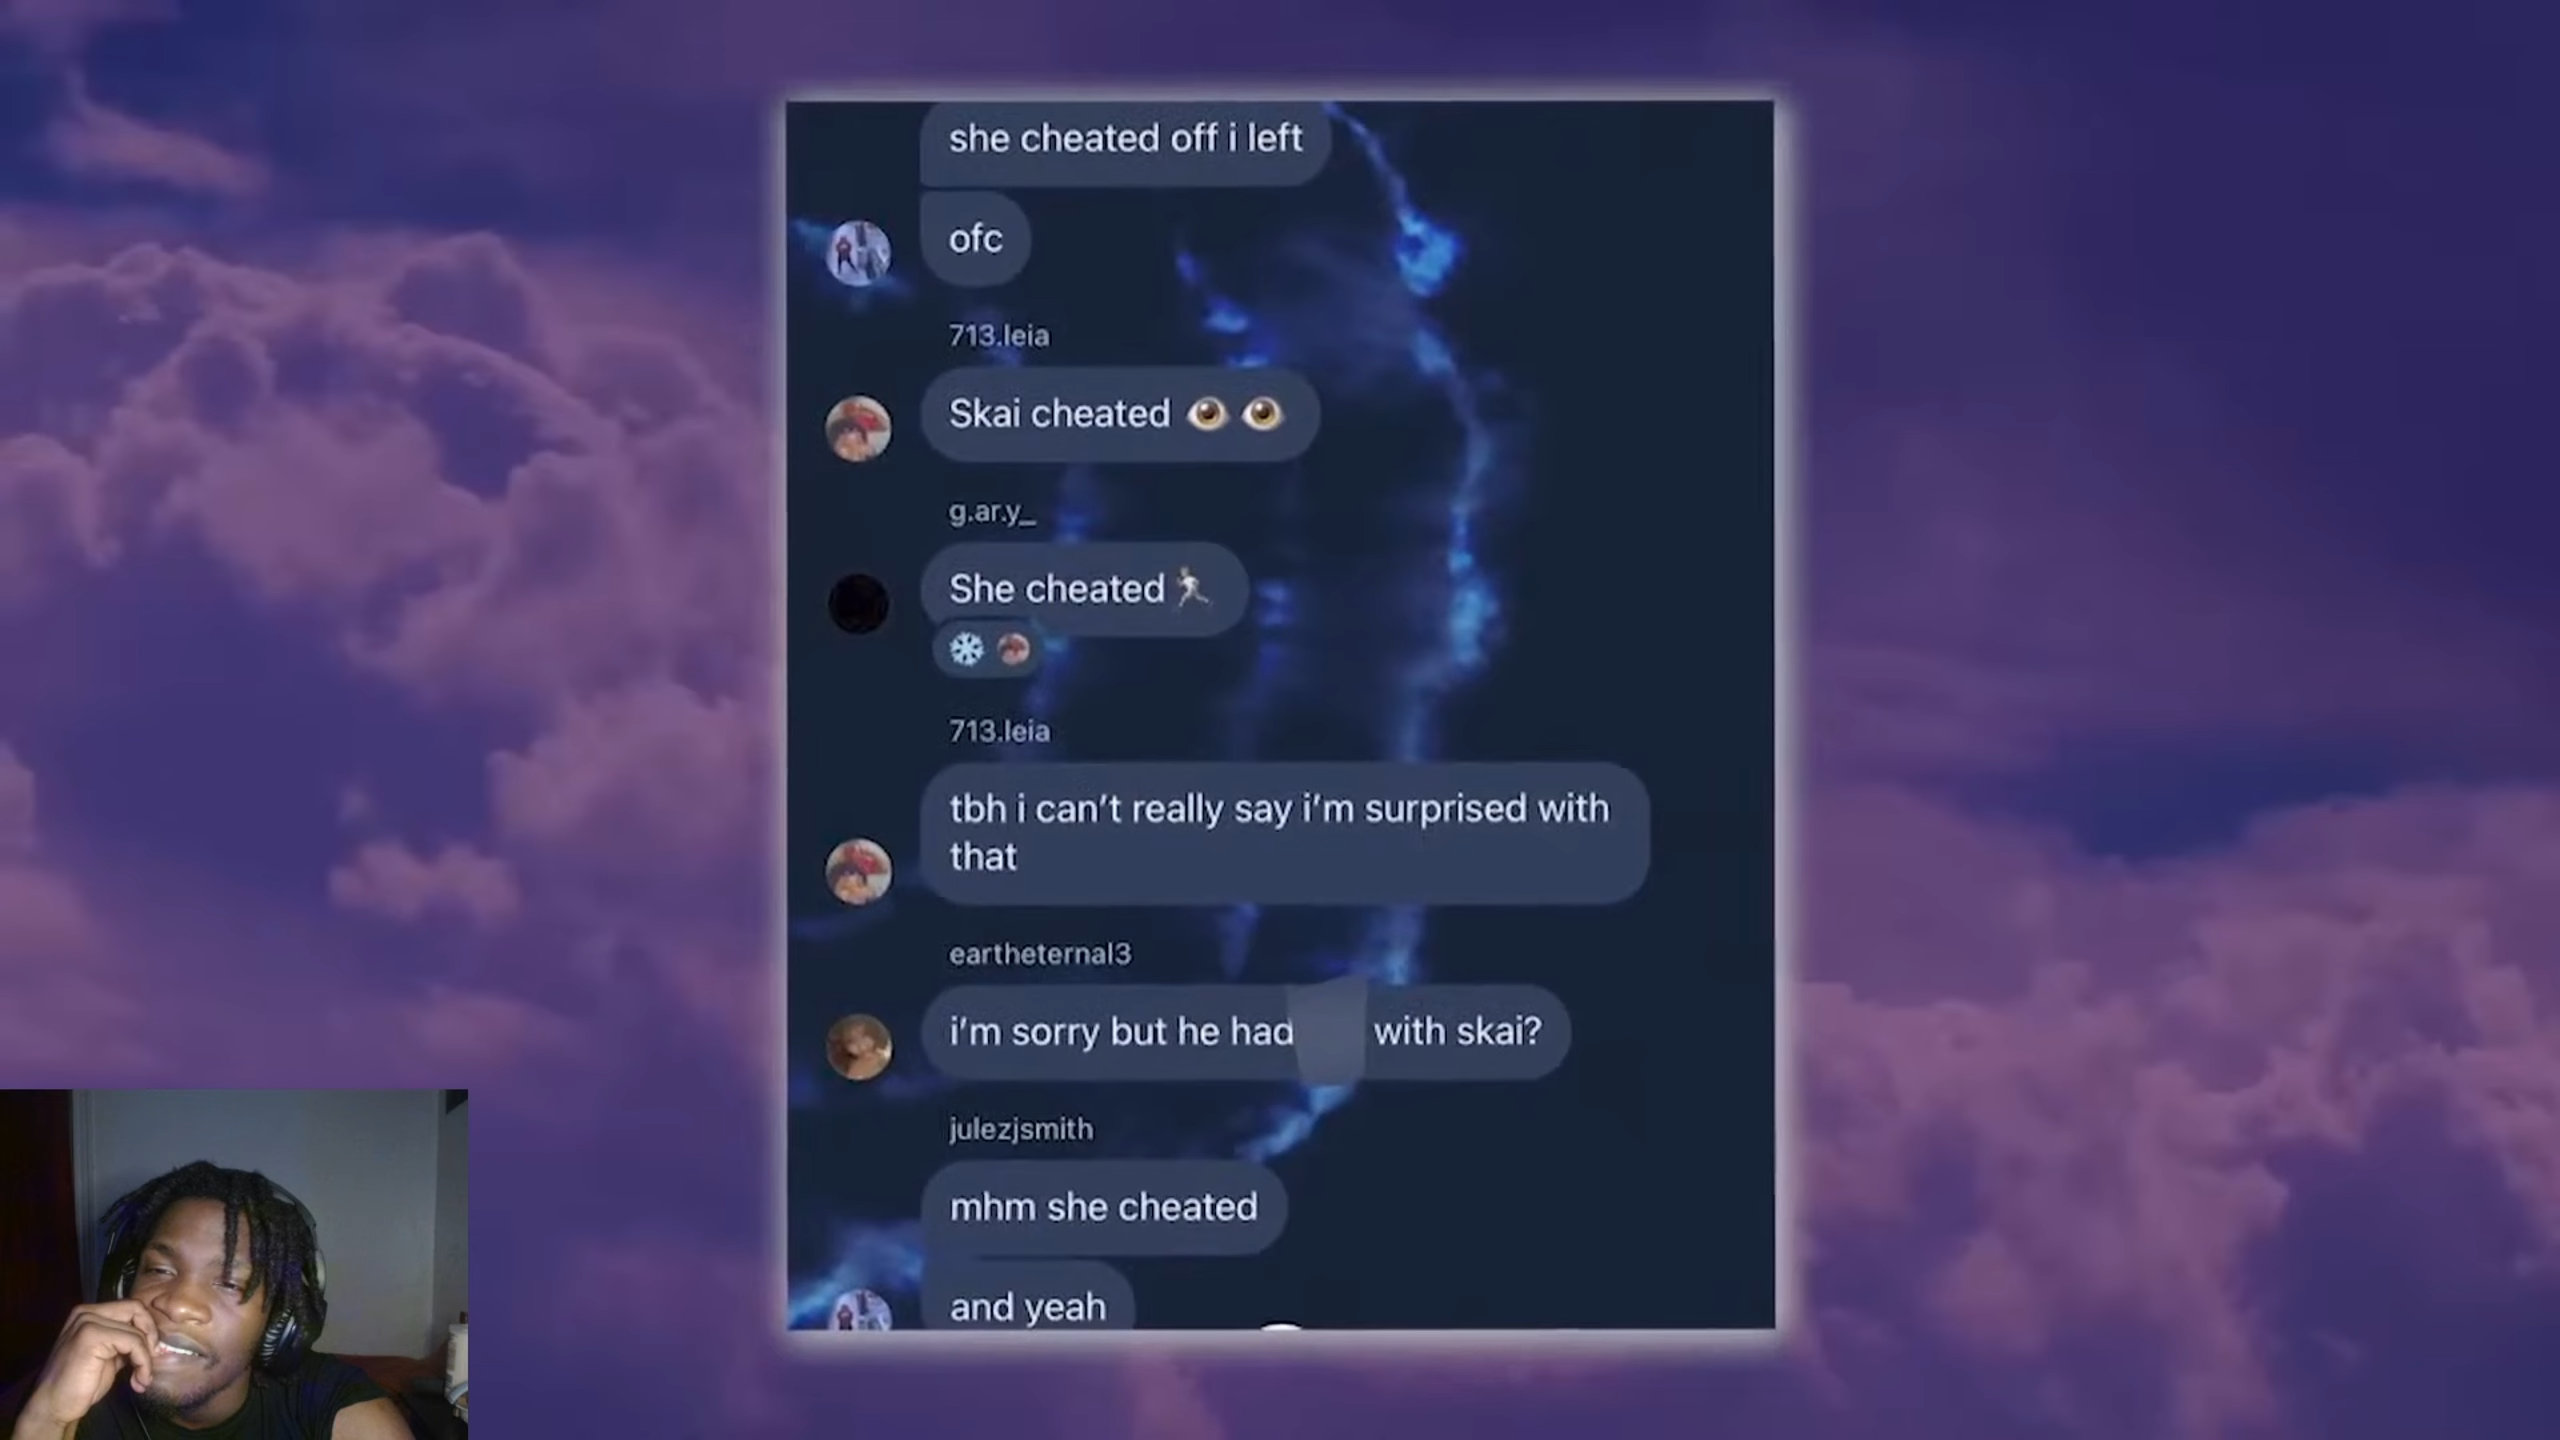 she cheated off i left
ofc
713.leia
Skai cheated 👁️ 👁️
g.ar.y_
She cheated 🏃
713.leia
tbh i can't really say i'm surprised with
that
eartheternal3
i'm sorry but he had with skai?
julezjsmith
mhm she cheated
and yeah